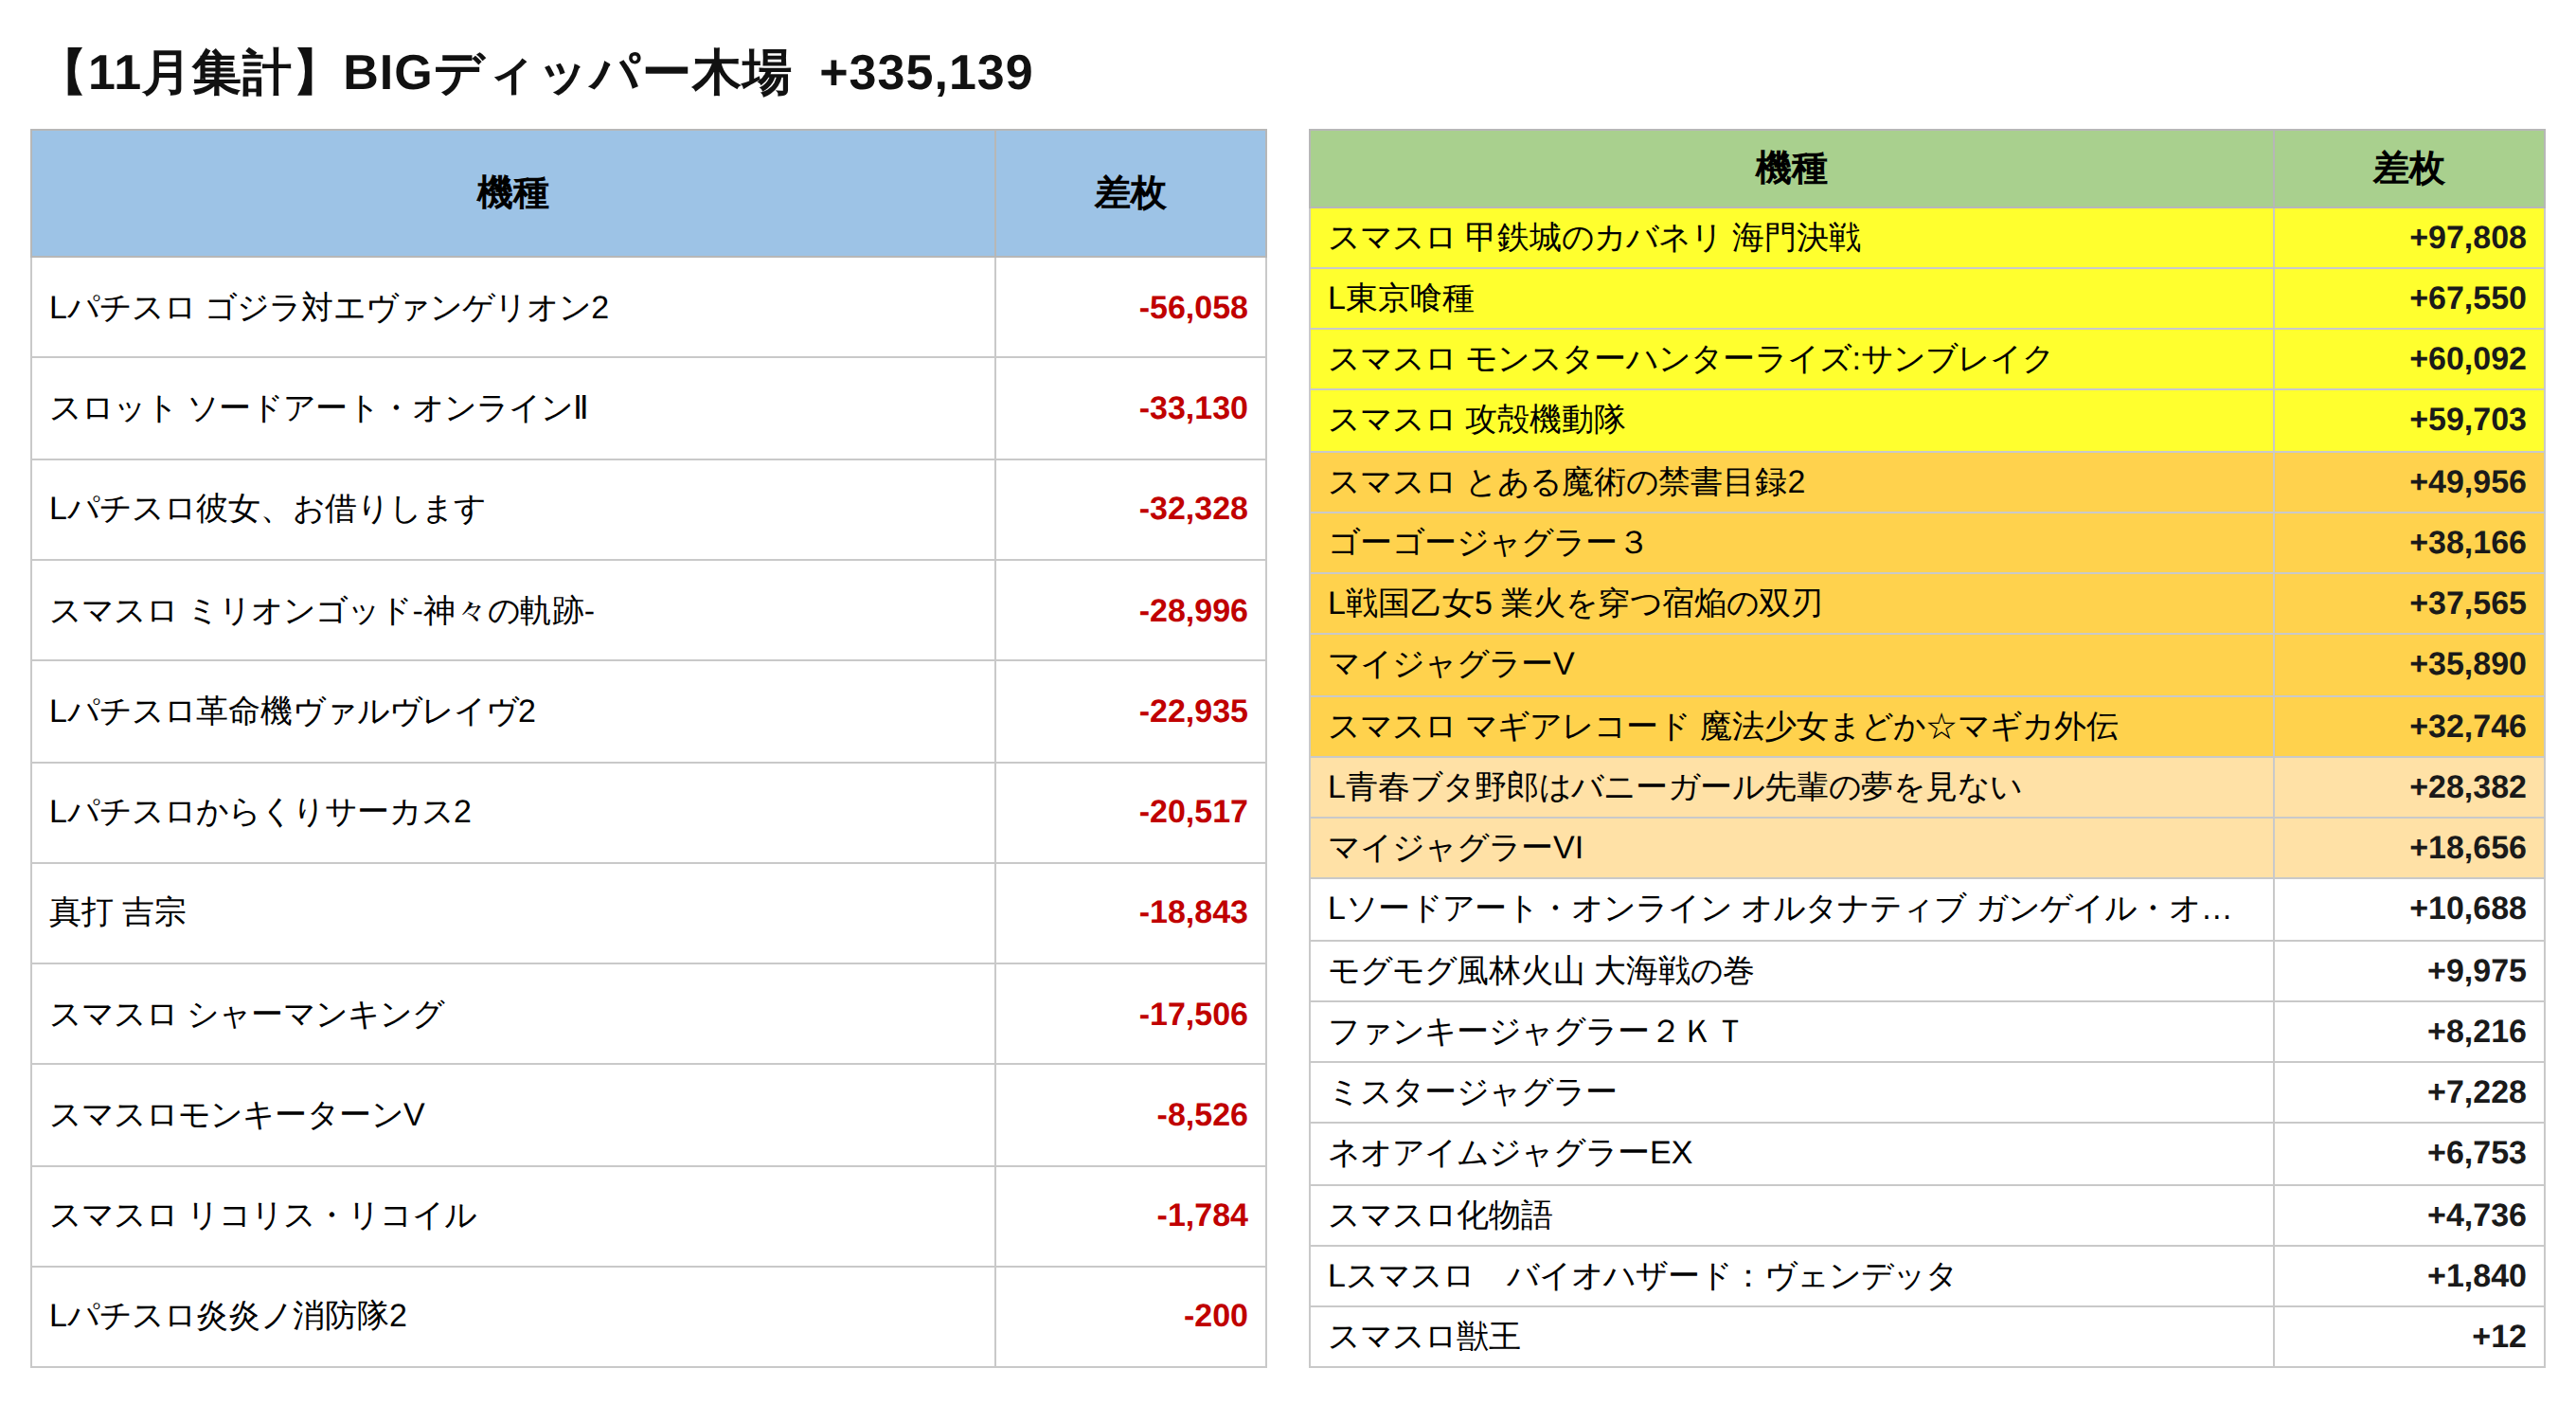 【11月集計】BIGディッパー木場 +335,139
機種 差枚
Lパチスロ ゴジラ対エヴァンゲリオン2 -56,058
スロット ソードアート・オンラインⅡ -33,130
Lパチスロ彼女、お借りします -32,328
スマスロ ミリオンゴッド-神々の軌跡- -28,996
Lパチスロ革命機ヴァルヴレイヴ2 -22,935
Lパチスロからくりサーカス2 -20,517
真打 吉宗 -18,843
スマスロ シャーマンキング -17,506
スマスロモンキーターンV -8,526
スマスロ リコリス・リコイル -1,784
Lパチスロ炎炎ノ消防隊2 -200
機種 差枚
スマスロ 甲鉄城のカバネリ 海門決戦 +97,808
L東京喰種 +67,550
スマスロ モンスターハンターライズ:サンブレイク +60,092
スマスロ 攻殻機動隊 +59,703
スマスロ とある魔術の禁書目録2 +49,956
ゴーゴージャグラー３ +38,166
L戦国乙女5 業火を穿つ宿焔の双刃 +37,565
マイジャグラーV +35,890
スマスロ マギアレコード 魔法少女まどか☆マギカ外伝 +32,746
L青春ブタ野郎はバニーガール先輩の夢を見ない +28,382
マイジャグラーVI +18,656
Lソードアート・オンライン オルタナティブ ガンゲイル・オ… +10,688
モグモグ風林火山 大海戦の巻 +9,975
ファンキージャグラー２ＫＴ +8,216
ミスタージャグラー +7,228
ネオアイムジャグラーEX +6,753
スマスロ化物語 +4,736
Lスマスロ　バイオハザード：ヴェンデッタ +1,840
スマスロ獣王 +12